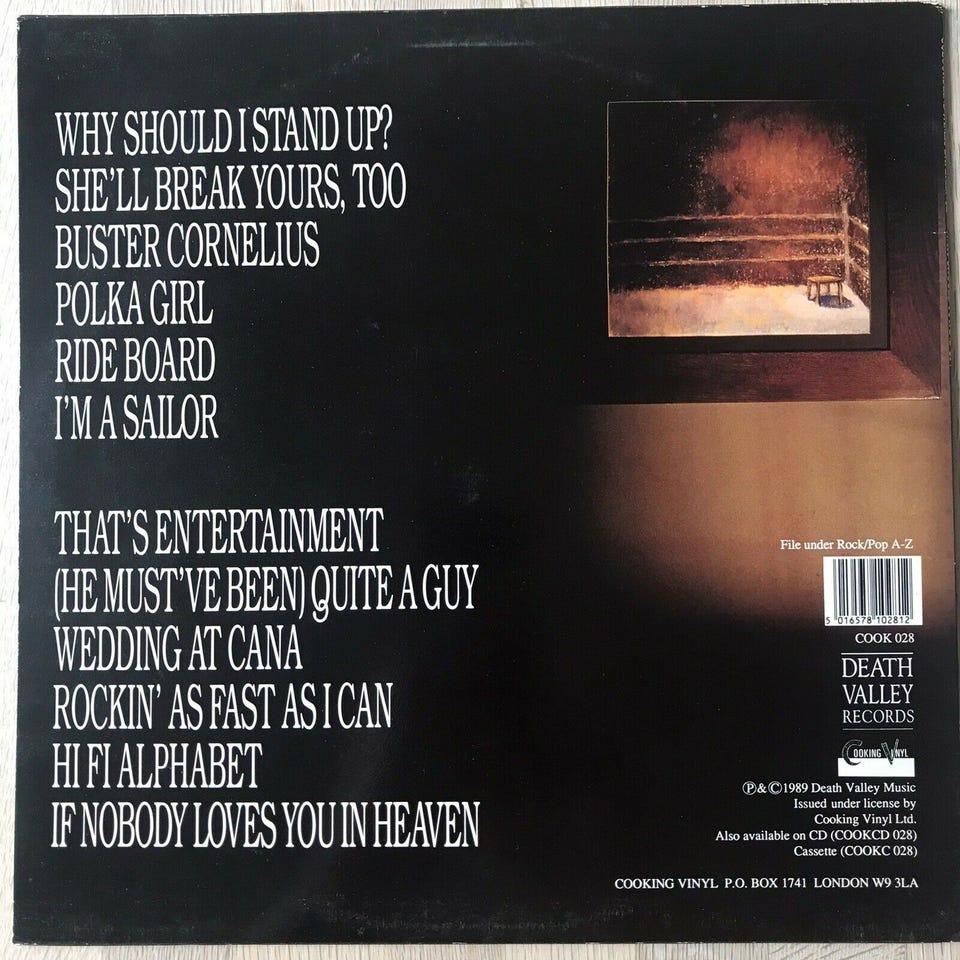 WHY SHOULD I STAND UP?
SHE'LL BREAK YOURS, TOO
BUSTER CORNELIUS
POLKA GIRL
RIDE BOARD
I'M A SAILOR
THAT'S ENTERTAINMENT
(HE MUST'VE BEEN) QUITE A GUY
WEDDING AT CANA
ROCKIN' AS FAST AS I CAN
HI FI ALPHABET
IF NOBODY LOVES YOU IN HEAVEN
File under Rock/Pop A-Z
5 016578 102812
COOK 028
DEATH
VALLEY
RECORDS
COOKING VINYL
Ⓟ&©1989 Death Valley Music
Issued under license by
Cooking Vinyl Ltd.
Also available on CD (COOKCD 028)
Cassette (COOKC 028)
COOKING VINYL P.O. BOX 1741 LONDON W9 3LA